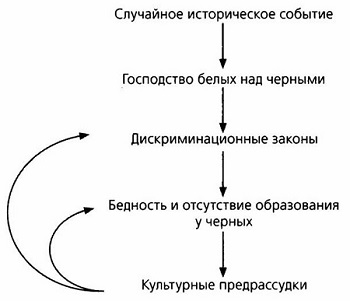 Случайное историческое событие
Господство белых над черными
Дискриминационные законы
Бедность и отсутствие образования
у черных
Культурные предрассудки